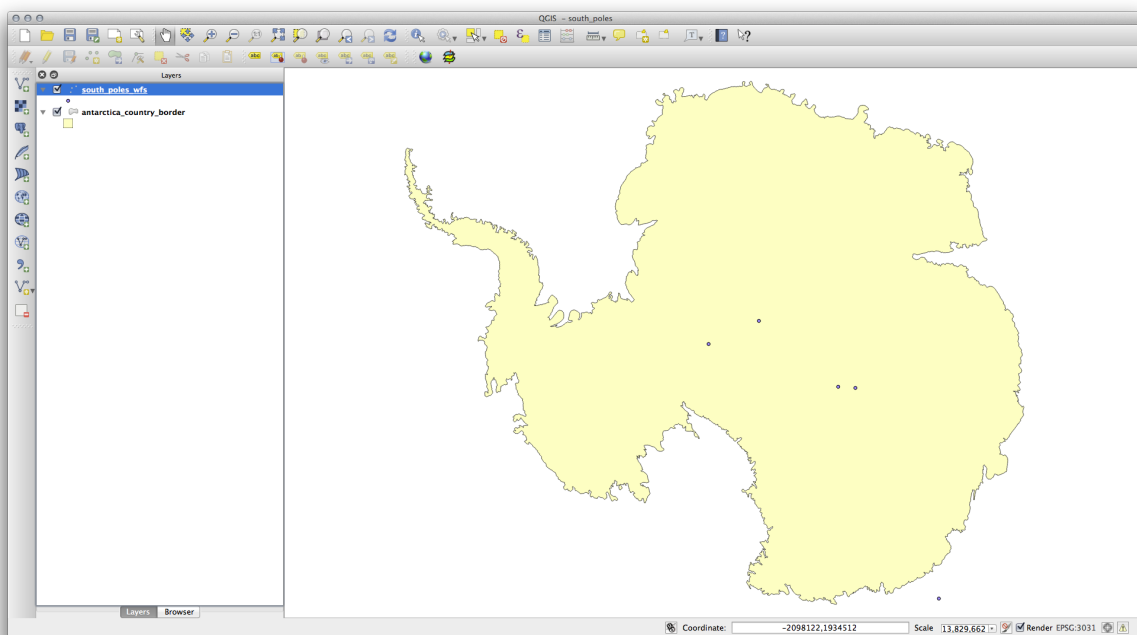 QGIS - south_poles
Layers
south_poles_wfs
antarctica_country_border
Layers Browser
Coordinate: -2098122,1934512 Scale 13,829,662 Render EPSG:3031